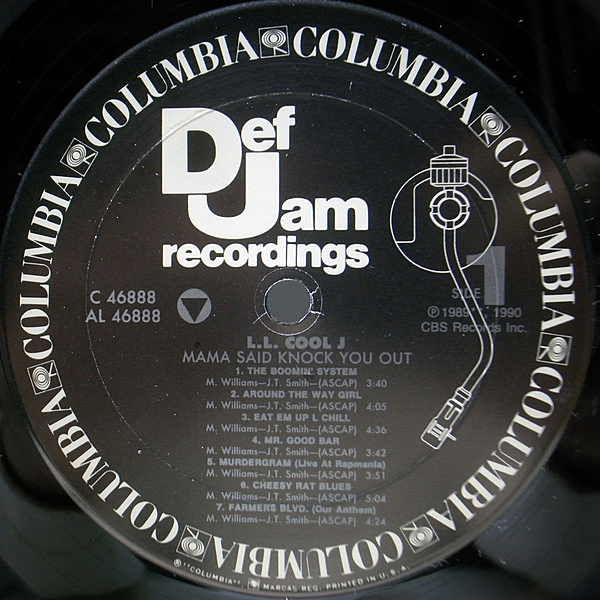 COLUMBIA COLUMBIA COLUMBIA COLUMBIA COLUMBIA COLUMBIA COLUMBIA COLUMBIA
Def
Jam
recordings
C 46888
AL 46888
SIDE 1
℗ 1989*, 1990
CBS Records Inc.
L.L. COOL J
MAMA SAID KNOCK YOU OUT
1. THE BOOMIN' SYSTEM
M. Williams—J.T. Smith—(ASCAP) 3:40
2. AROUND THE WAY GIRL
M. Williams—J.T. Smith—(ASCAP) 4:05
3. EAT EM UP L CHILL
M. Williams—J.T. Smith—(ASCAP) 4:36
4. MR. GOOD BAR
M. Williams—J.T. Smith—(ASCAP) 3:42
5. MURDERGRAM (Live At Rapmania)
M. Williams—J.T. Smith—(ASCAP) 3:51
6. CHEESY RAT BLUES
M. Williams—J.T. Smith—(ASCAP) 5:04
7. FARMERS BLVD. (Our Anthem)
M. Williams—J.T. Smith—(ASCAP) 4:24
® "COLUMBIA", MARCAS REG. PRINTED IN U.S.A.